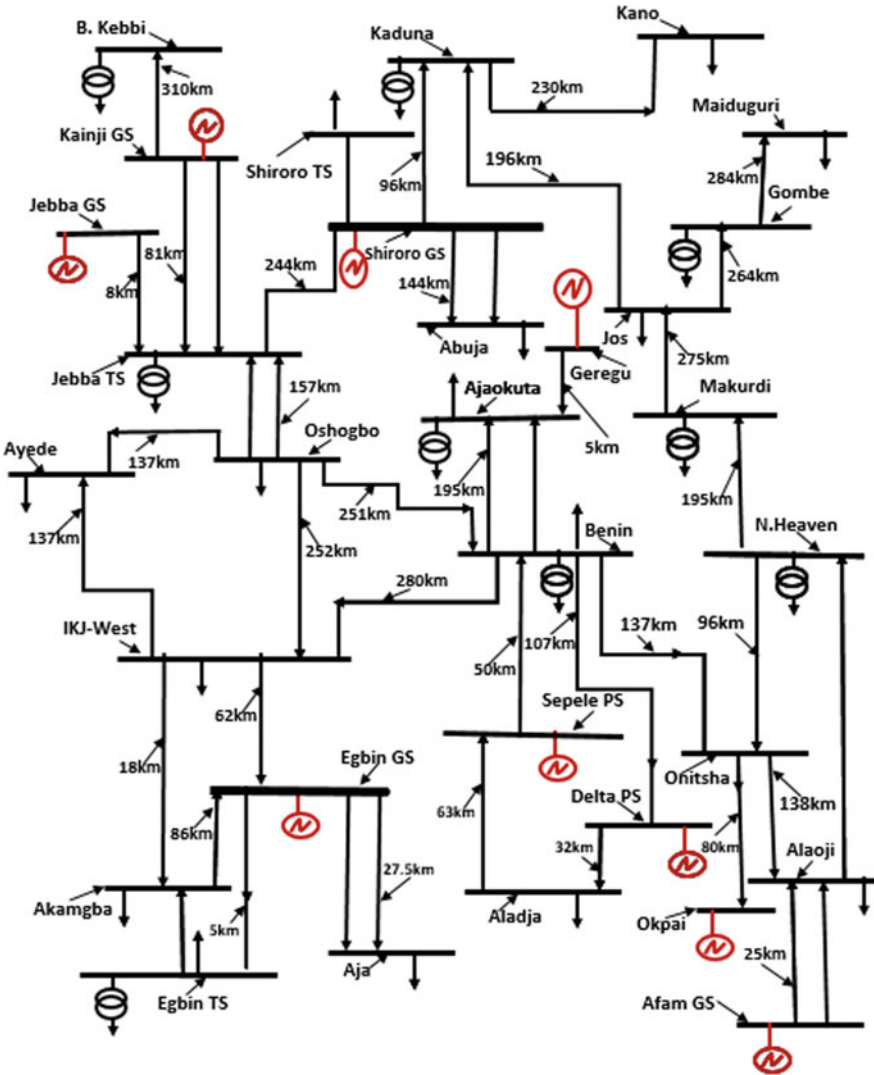 B. Kebbi
Kano
Kaduna
310km
230km
Maiduguri
Kainji GS
Shiroro TS
96km
196km
284km
Gombe
Jebba GS
81km
8km
244km
Shiroro GS
264km
144km
Abuja
Jos
Jebba TS
Geregu
275km
157km
Ajaokuta
Makurdi
5km
Ayede
137km
Oshogbo
195km
195km
137km
251km
252km
Benin
N.Heaven
280km
IKJ-West
50km
107km
137km
96km
62km
Sepele PS
18km
Egbin GS
Onitsha
Delta PS
138km
86km
63km
32km
80km
Alaoji
27.5km
Akamgba
5km
Aladja
Okpai
Aja
25km
Egbin TS
Afam GS
N
N
N
N
N
N
N
N
N